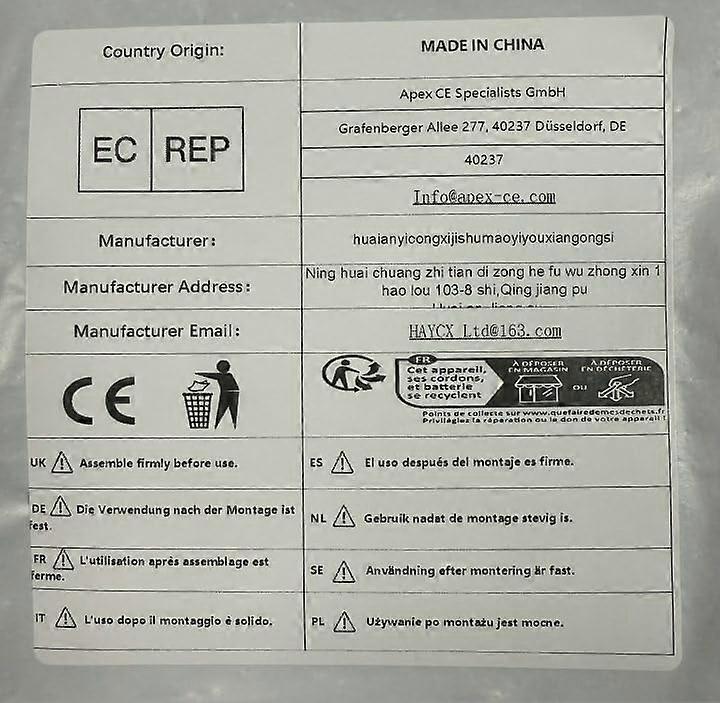 Country Origin:
MADE IN CHINA
EC REP
Apex CE Specialists GmbH
Grafenberger Allee 277, 40237 Düsseldorf, DE
40237
Info@apex-ce.com
Manufacturer:
huaianyicongxijishumaoyiyouxiangongsi
Manufacturer Address:
Ning huai chuang zhi tian di zong he fu wu zhong xin 1
hao lou 103-8 shi,Qing jiang pu
Manufacturer Email:
HAYCX Ltd@163.com
CE
FR
Cet appareil,
ses cordons,
et batterie
se recyclent
À DÉPOSER
EN MAGASIN
OU
À DÉPOSER
EN DÉCHÈTERIE
Points de collecte sur www.quefairedemesdechets.fr
Privilégiez la réparation ou le don de votre appareil !
UK Assemble firmly before use.
ES El uso después del montaje es firme.
DE Die Verwendung nach der Montage ist
fest.
NL Gebruik nadat de montage stevig is.
FR L'utilisation après assemblage est
ferme.
SE Användning efter montering är fast.
IT L'uso dopo il montaggio è solido.
PL Używanie po montażu jest mocne.